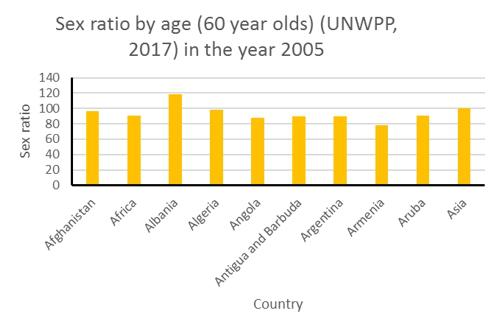 Sex ratio by age (60 year olds) (UNWPP,
2017) in the year 2005
140
120
100
80
60
40
20
0
Sex ratio
Afghanistan
Africa
Albania
Algeria
Angola
Antigua and Barbuda
Argentina
Armenia
Aruba
Asia
Country